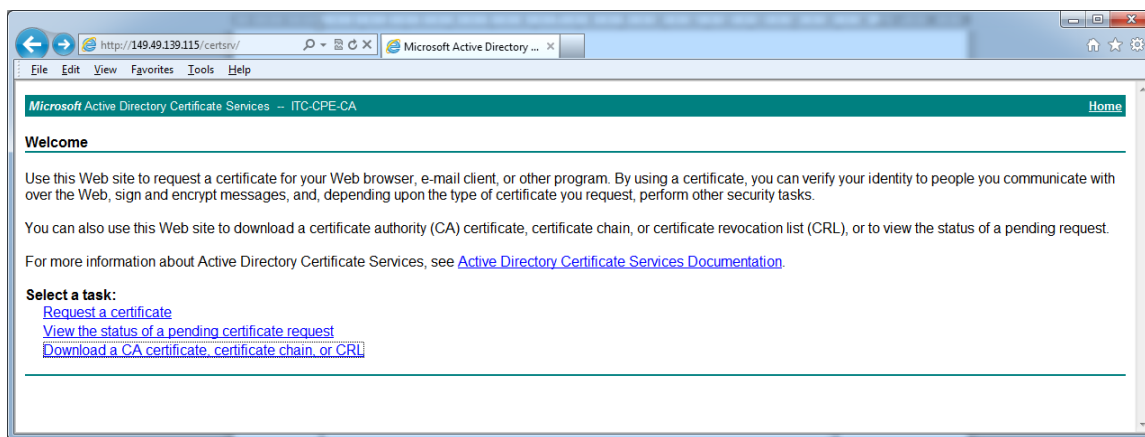 http://149.49.139.115/certsrv/
Microsoft Active Directory ...
File Edit View Favorites Tools Help
Microsoft Active Directory Certificate Services -- ITC-CPE-CA
Home
Welcome
Use this Web site to request a certificate for your Web browser, e-mail client, or other program. By using a certificate, you can verify your identity to people you communicate with
over the Web, sign and encrypt messages, and, depending upon the type of certificate you request, perform other security tasks.
You can also use this Web site to download a certificate authority (CA) certificate, certificate chain, or certificate revocation list (CRL), or to view the status of a pending request.
For more information about Active Directory Certificate Services, see Active Directory Certificate Services Documentation.
Select a task:
Request a certificate
View the status of a pending certificate request
Download a CA certificate, certificate chain, or CRL